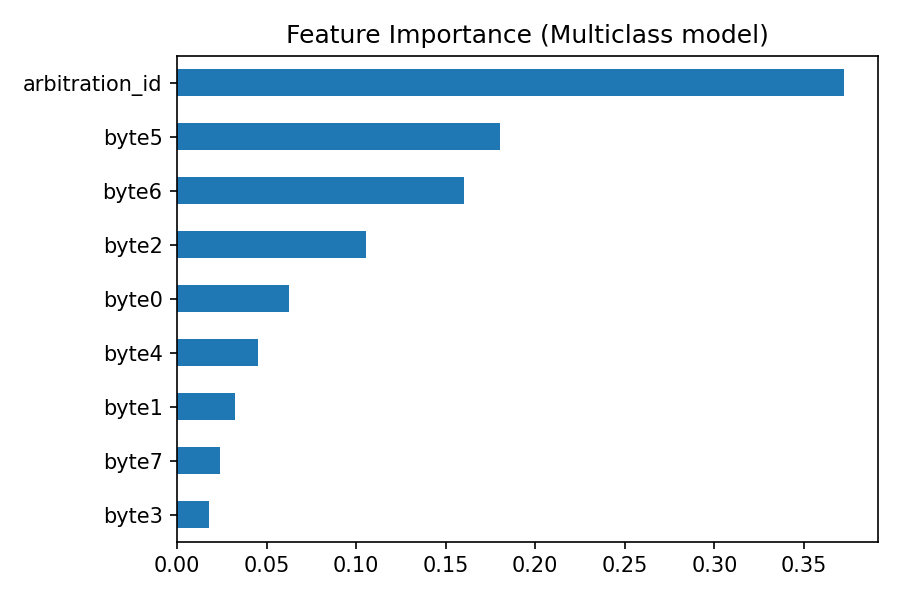 Feature Importance (Multiclass model)
arbitration_id
byte5
byte6
byte2
byte0
byte4
byte1
byte7
byte3
0.00 0.05 0.10 0.15 0.20 0.25 0.30 0.35